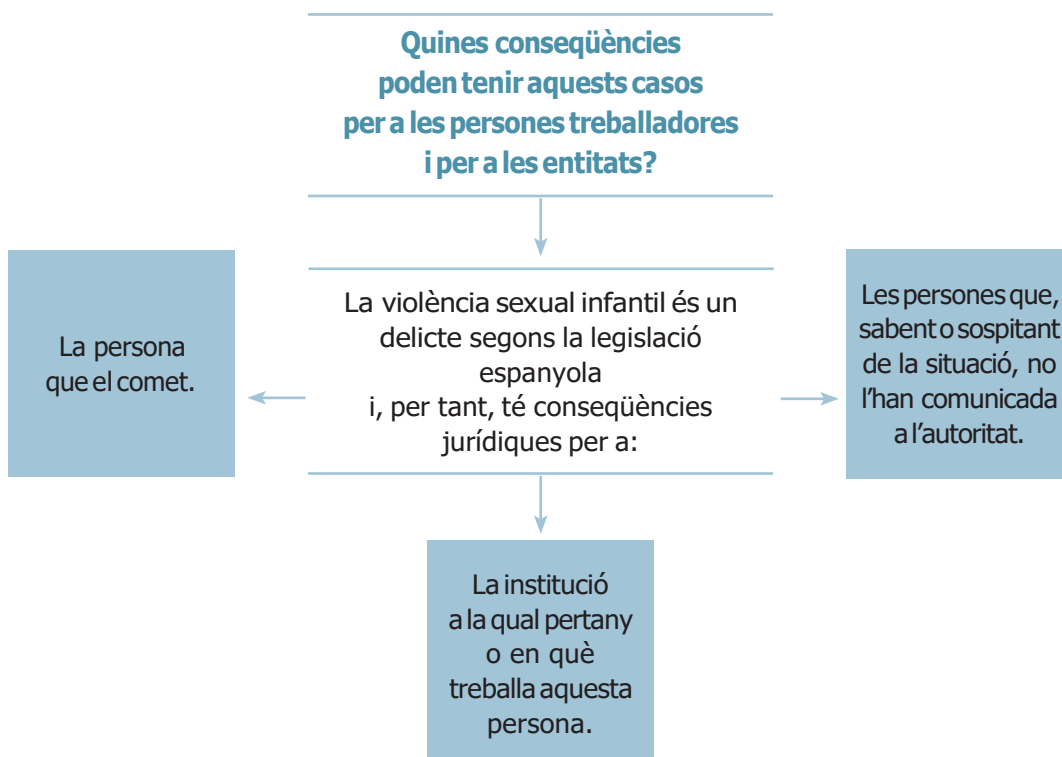 Quines conseqüències
poden tenir aquests casos
per a les persones treballadores
i per a les entitats?
La violència sexual infantil és un
delicte segons la legislació
espanyola
i, per tant, té conseqüències
jurídiques per a:
La persona
que el comet.
Les persones que,
sabent o sospitant
de la situació, no
l'han comunicada
a l'autoritat.
La institució
a la qual pertany
o en què
treballa aquesta
persona.